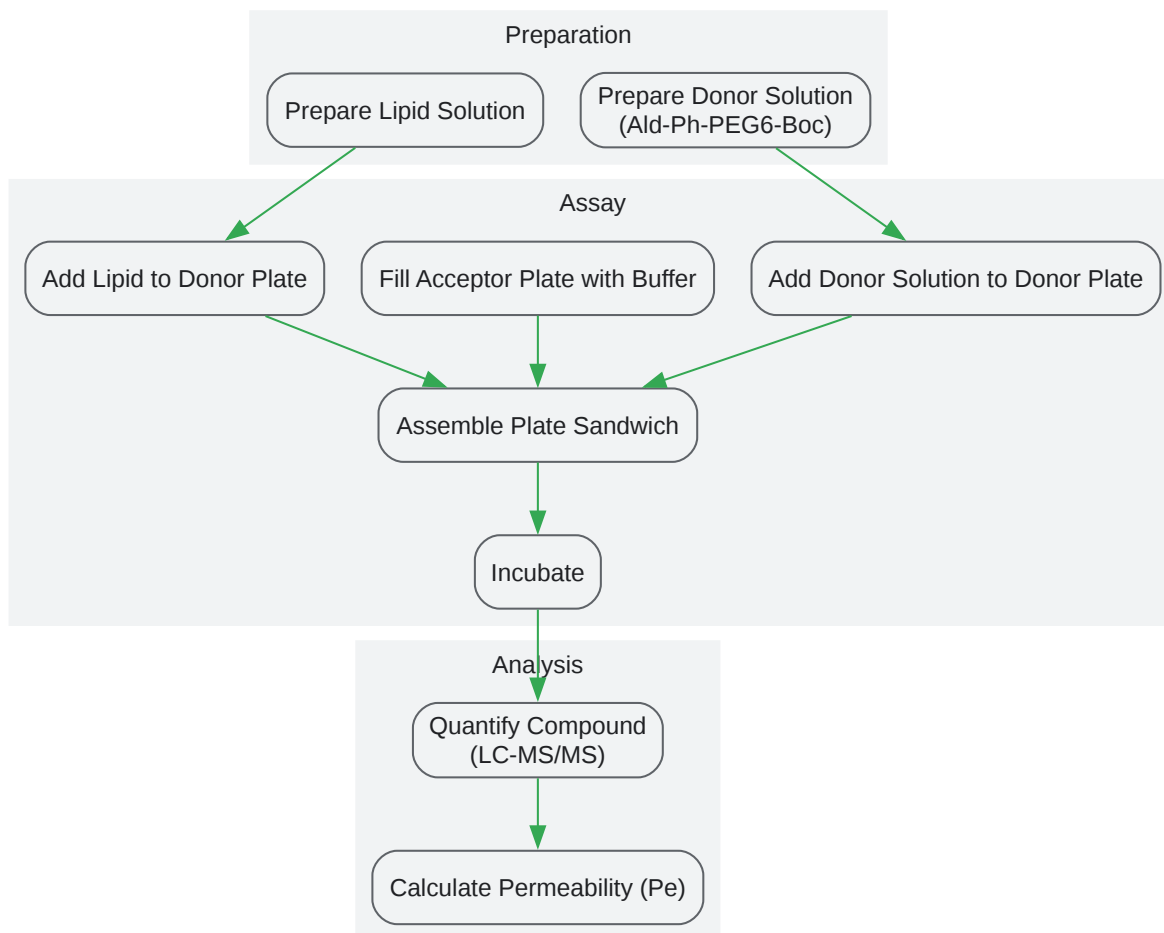 Preparation
Prepare Lipid Solution
Prepare Donor Solution
(Ald-Ph-PEG6-Boc)
Assay
Add Lipid to Donor Plate
Fill Acceptor Plate with Buffer
Add Donor Solution to Donor Plate
Assemble Plate Sandwich
Incubate
Analysis
Quantify Compound
(LC-MS/MS)
Calculate Permeability (Pe)